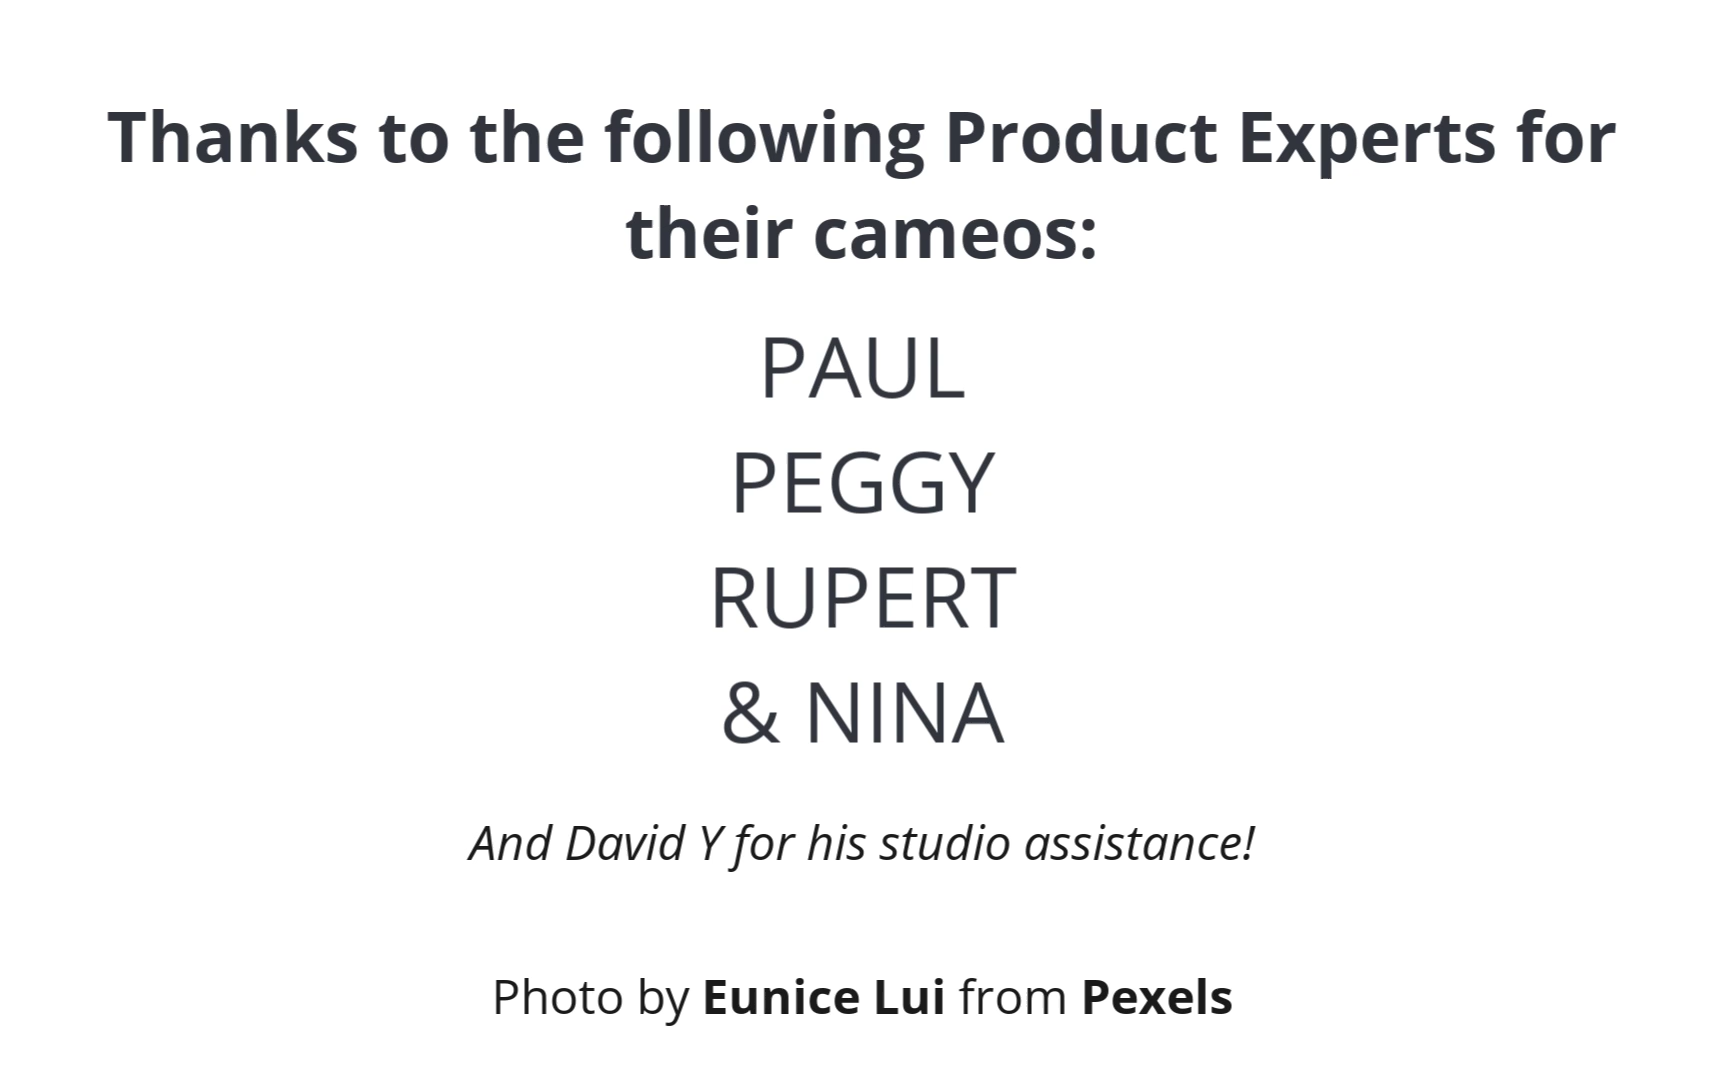 Thanks to the following Product Experts for
their cameos:
PAUL
PEGGY
RUPERT
& NINA
And David Y for his studio assistance!
Photo by Eunice Lui from Pexels